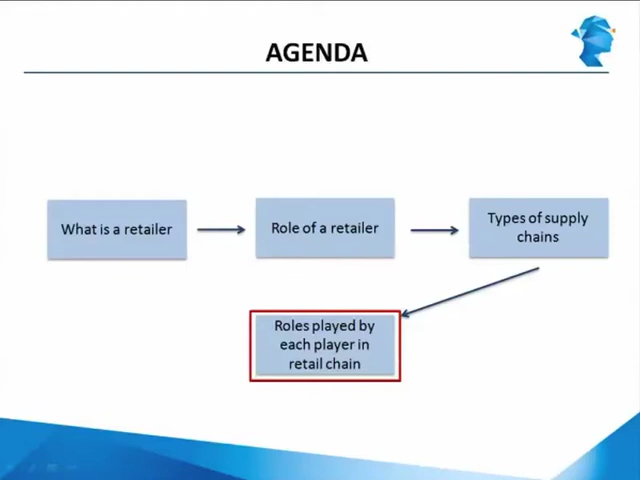 AGENDA
What is a retailer
Role of a retailer
Types of supply
chains
Roles played by
each player in
retail chain